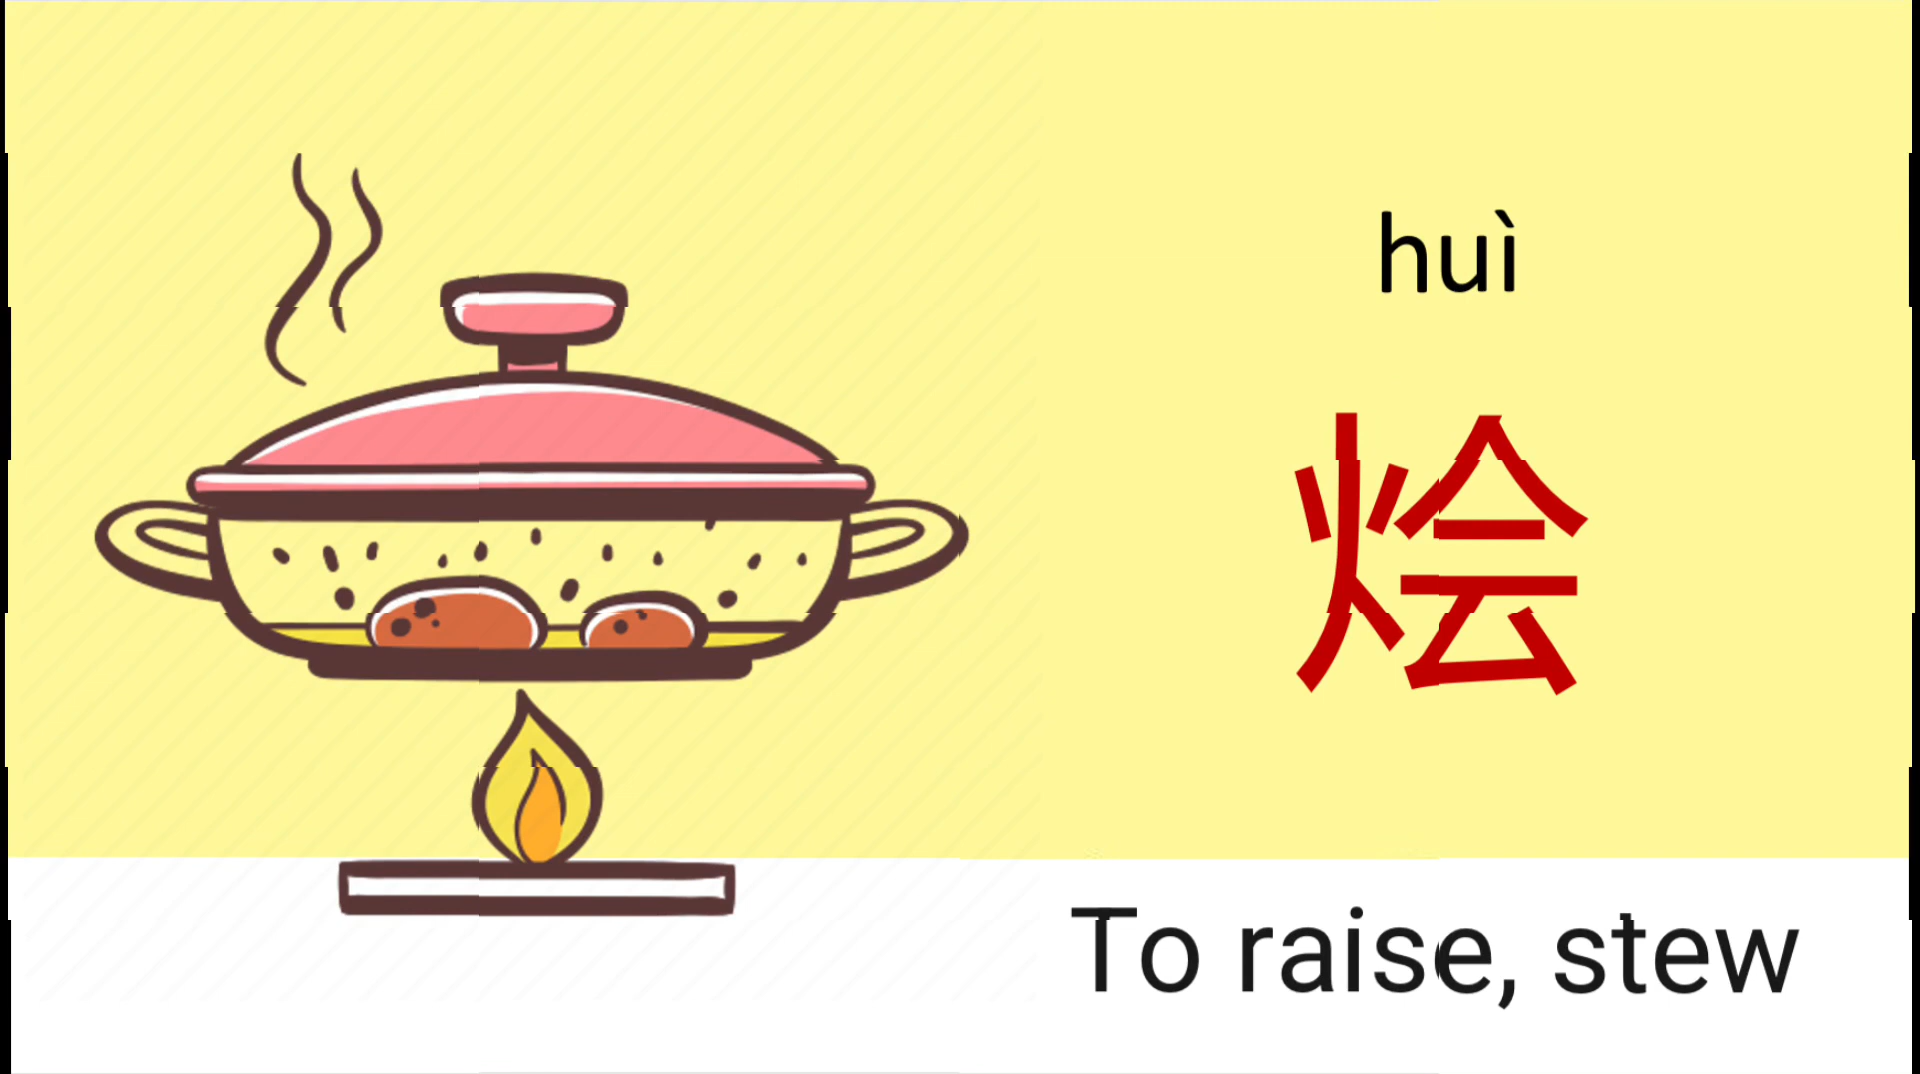 huì
烩
To raise, stew